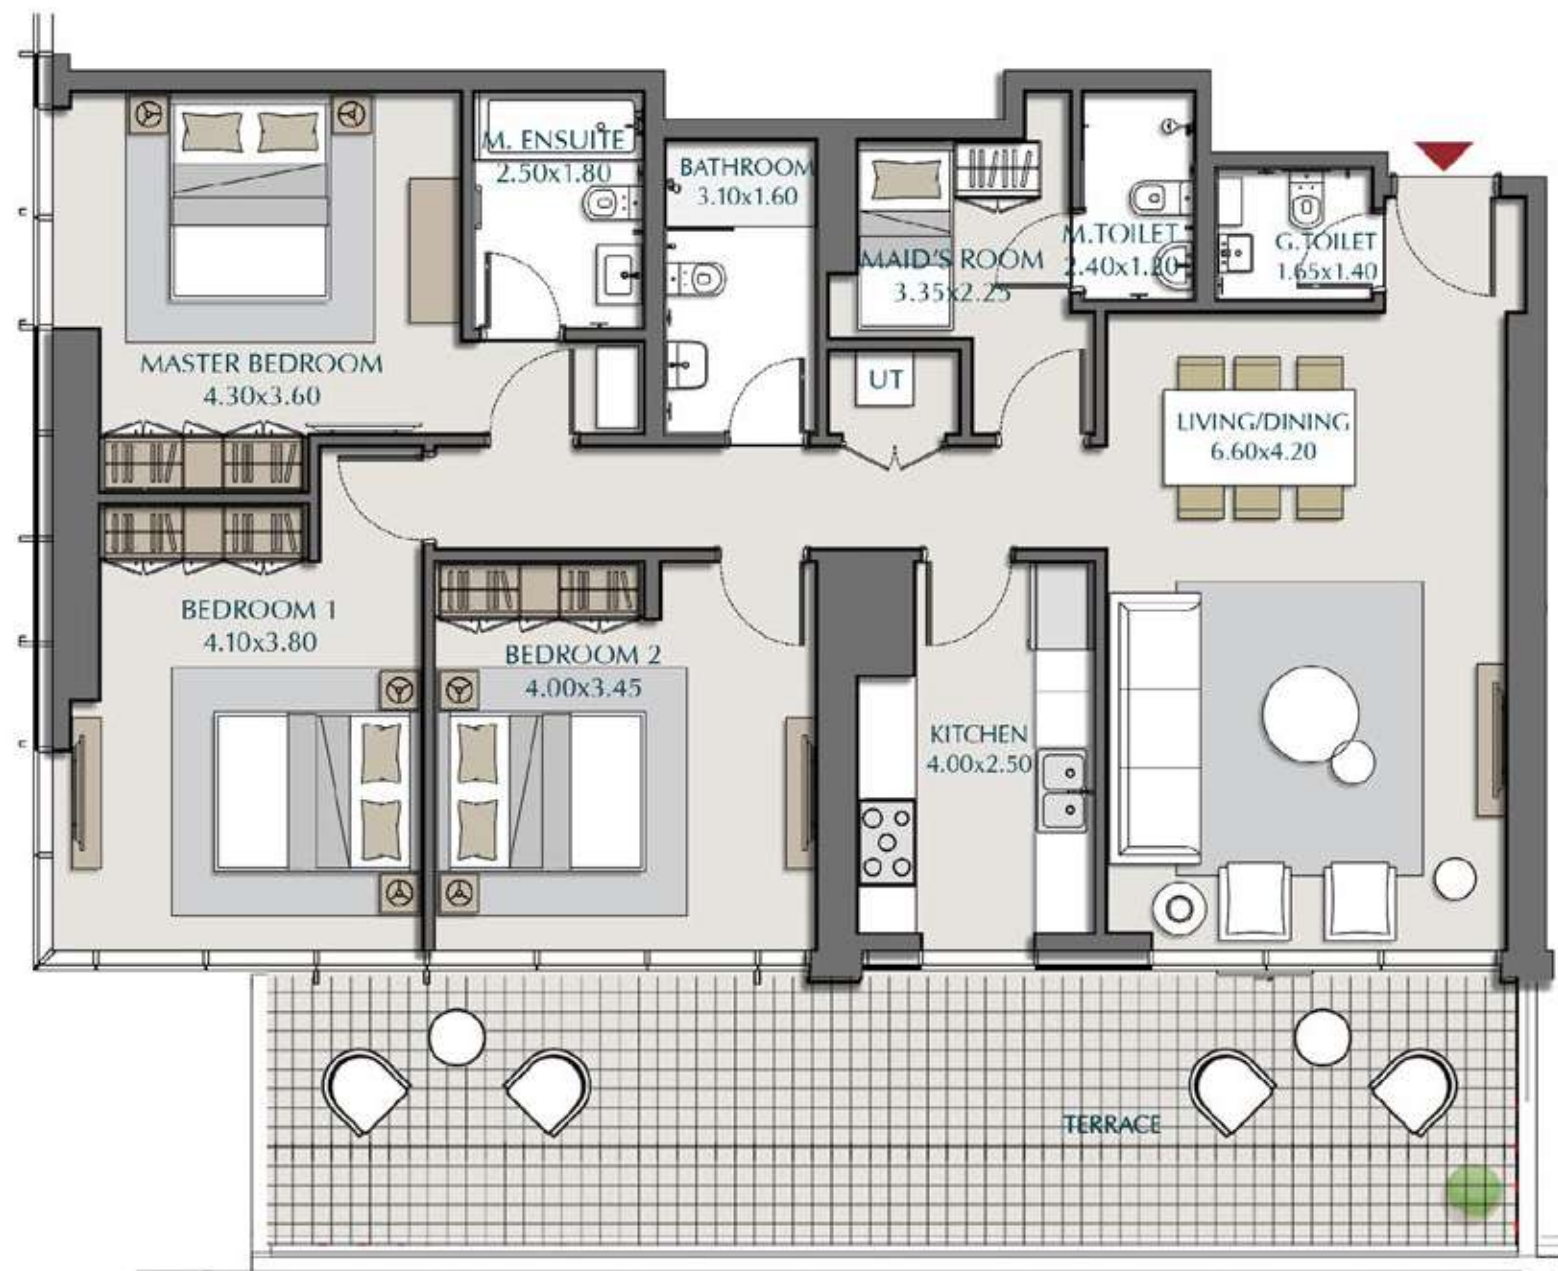 M. ENSUITE
2.50x1.80
BATHROOM
3.10x1.60
MAID'S ROOM
3.35x2.25
M.TOILET
2.40x1.20
G.TOILET
1.65x1.40
MASTER BEDROOM
4.30x3.60
UT
LIVING/DINING
6.60x4.20
BEDROOM 1
4.10x3.80
BEDROOM 2
4.00x3.45
KITCHEN
4.00x2.50
TERRACE